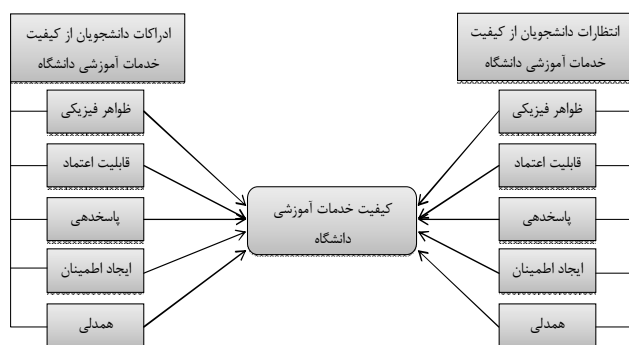 انتظارات دانشجویان از کیفیت
خدمات آموزشی دانشگاه
ظواهر فیزیکی
قابلیت اعتماد
پاسخدهی
ایجاد اطمینان
همدلی
کیفیت خدمات آموزشی
دانشگاه
ادراکات دانشجویان از کیفیت
خدمات آموزشی دانشگاه
ظواهر فیزیکی
قابلیت اعتماد
پاسخدهی
ایجاد اطمینان
همدلی